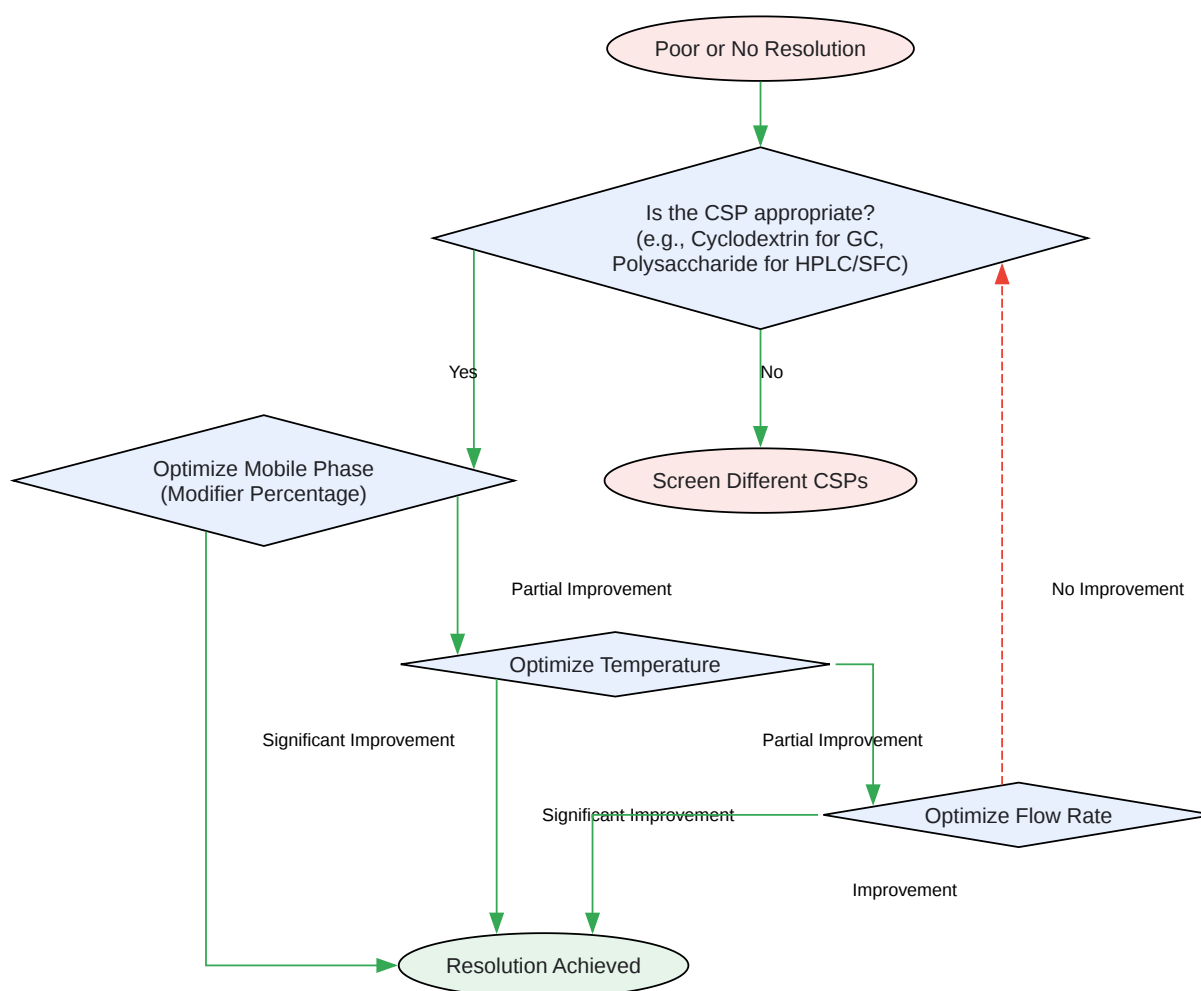 Poor or No Resolution
Is the CSP appropriate?
(e.g., Cyclodextrin for GC,
Polysaccharide for HPLC/SFC)
Yes
No
Optimize Mobile Phase
(Modifier Percentage)
Screen Different CSPs
Partial Improvement
No Improvement
Optimize Temperature
Significant Improvement
Partial Improvement
Significant Improvement
Optimize Flow Rate
Improvement
Resolution Achieved